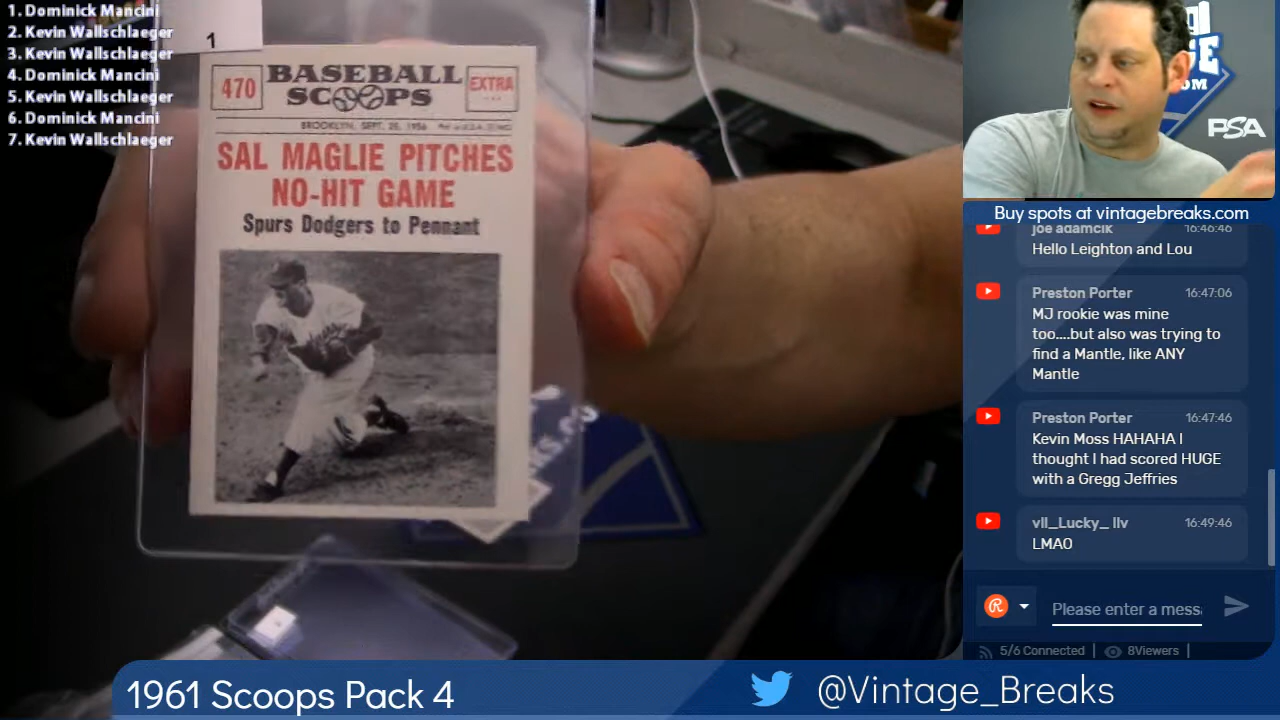 1. Dominick Mancini
2. Kevin Wallschlaeger
3. Kevin Wallschlaeger
4. Dominick Mancini
5. Kevin Wallschlaeger
6. Dominick Mancini
7. Kevin Wallschlaeger
1
470
BASEBALL
SCOOPS
EXTRA
BROOKLYN, SEPT. 25, 1956
SAL MAGLIE PITCHES
NO-HIT GAME
Spurs Dodgers to Pennant
PSA
Buy spots at vintagebreaks.com
joe adamcik 16:46:46
Hello Leighton and Lou
Preston Porter 16:47:06
MJ rookie was mine
too....but also was trying to
find a Mantle, like ANY
Mantle
Preston Porter 16:47:46
Kevin Moss HAHAHA I
thought I had scored HUGE
with a Gregg Jeffries
vll_Lucky_ llv 16:49:46
LMAO
Please enter a messa
5/6 Connected | 8Viewers |
1961 Scoops Pack 4
@Vintage_Breaks